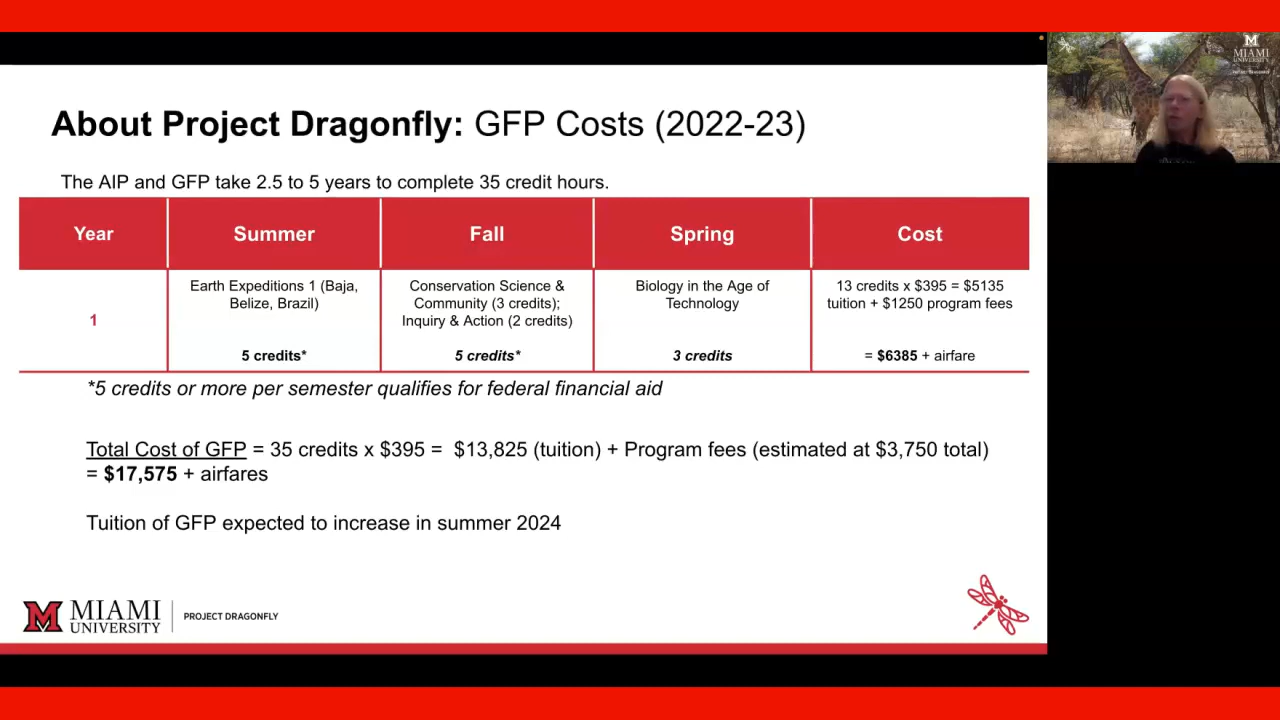 About Project Dragonfly: GFP Costs (2022-23)
The AIP and GFP take 2.5 to 5 years to complete 35 credit hours.
Year
Summer
Fall
Spring
Cost
1
Earth Expeditions 1 (Baja,
Belize, Brazil)
5 credits*
Conservation Science &
Community (3 credits);
Inquiry & Action (2 credits)
5 credits*
Biology in the Age of
Technology
3 credits
13 credits x $395 = $5135
tuition + $1250 program fees
= $6385 + airfare
*5 credits or more per semester qualifies for federal financial aid
Total Cost of GFP = 35 credits x $395 =  $13,825 (tuition) + Program fees (estimated at $3,750 total)
= $17,575 + airfares
Tuition of GFP expected to increase in summer 2024
MIAMI
UNIVERSITY
PROJECT DRAGONFLY
MIAMI
UNIVERSITY